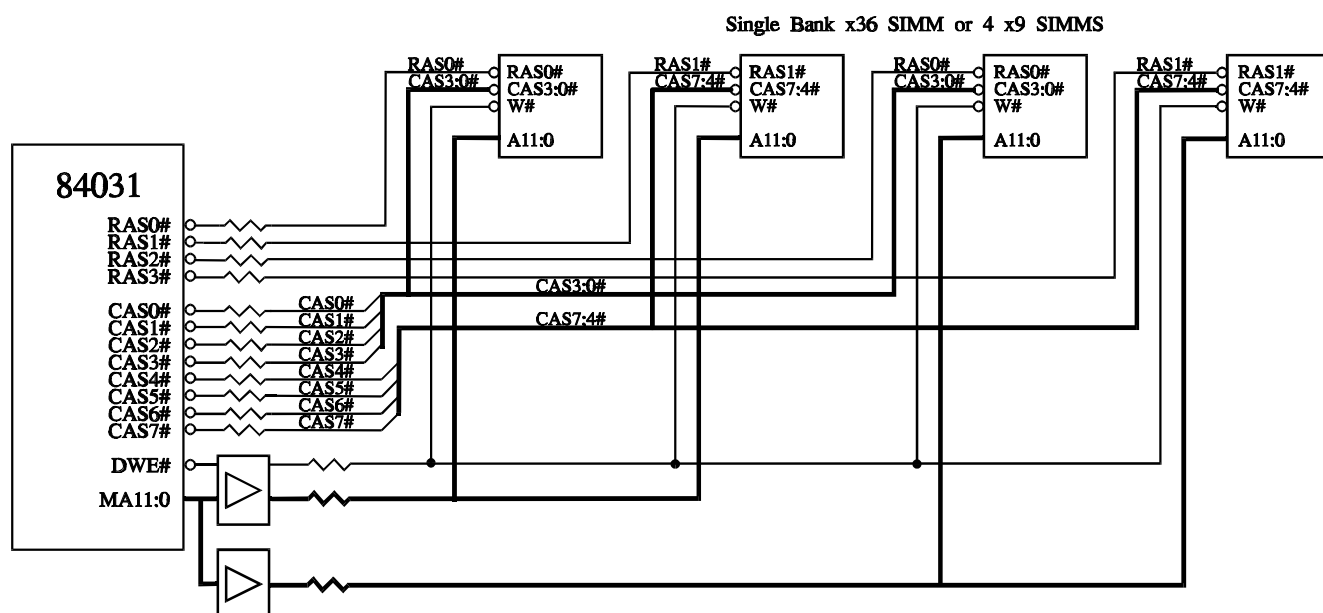 Single Bank x36 SIMM or 4 x9 SIMMS
RAS0#
CAS3:0#
RAS0#
CAS3:0#
W#
A11:0
RAS1#
CAS7:4#
RAS1#
CAS7:4#
W#
A11:0
RAS0#
CAS3:0#
RAS0#
CAS3:0#
W#
A11:0
RAS1#
CAS7:4#
RAS1#
CAS7:4#
W#
A11:0
84031
RAS0#
RAS1#
RAS2#
RAS3#
CAS0#
CAS1#
CAS2#
CAS3#
CAS4#
CAS5#
CAS6#
CAS7#
DWE#
MA11:0
CAS0#
CAS1#
CAS2#
CAS3#
CAS4#
CAS5#
CAS6#
CAS7#
CAS3:0#
CAS7:4#